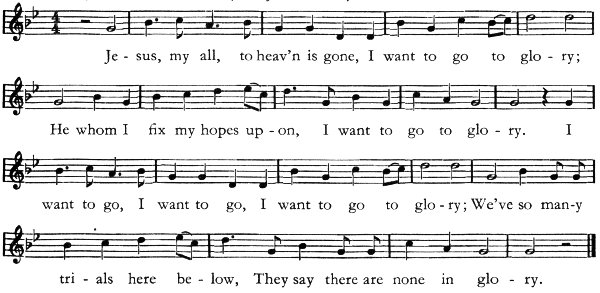 Je - sus, my all, to heav'n is gone, I want to go to glo - ry;
He whom I fix my hopes up - on, I want to go to glo - ry. I
want to go, I want to go, I want to go to glo - ry; We've so man-y
tri - als here be - low, They say there are none in glo - ry.